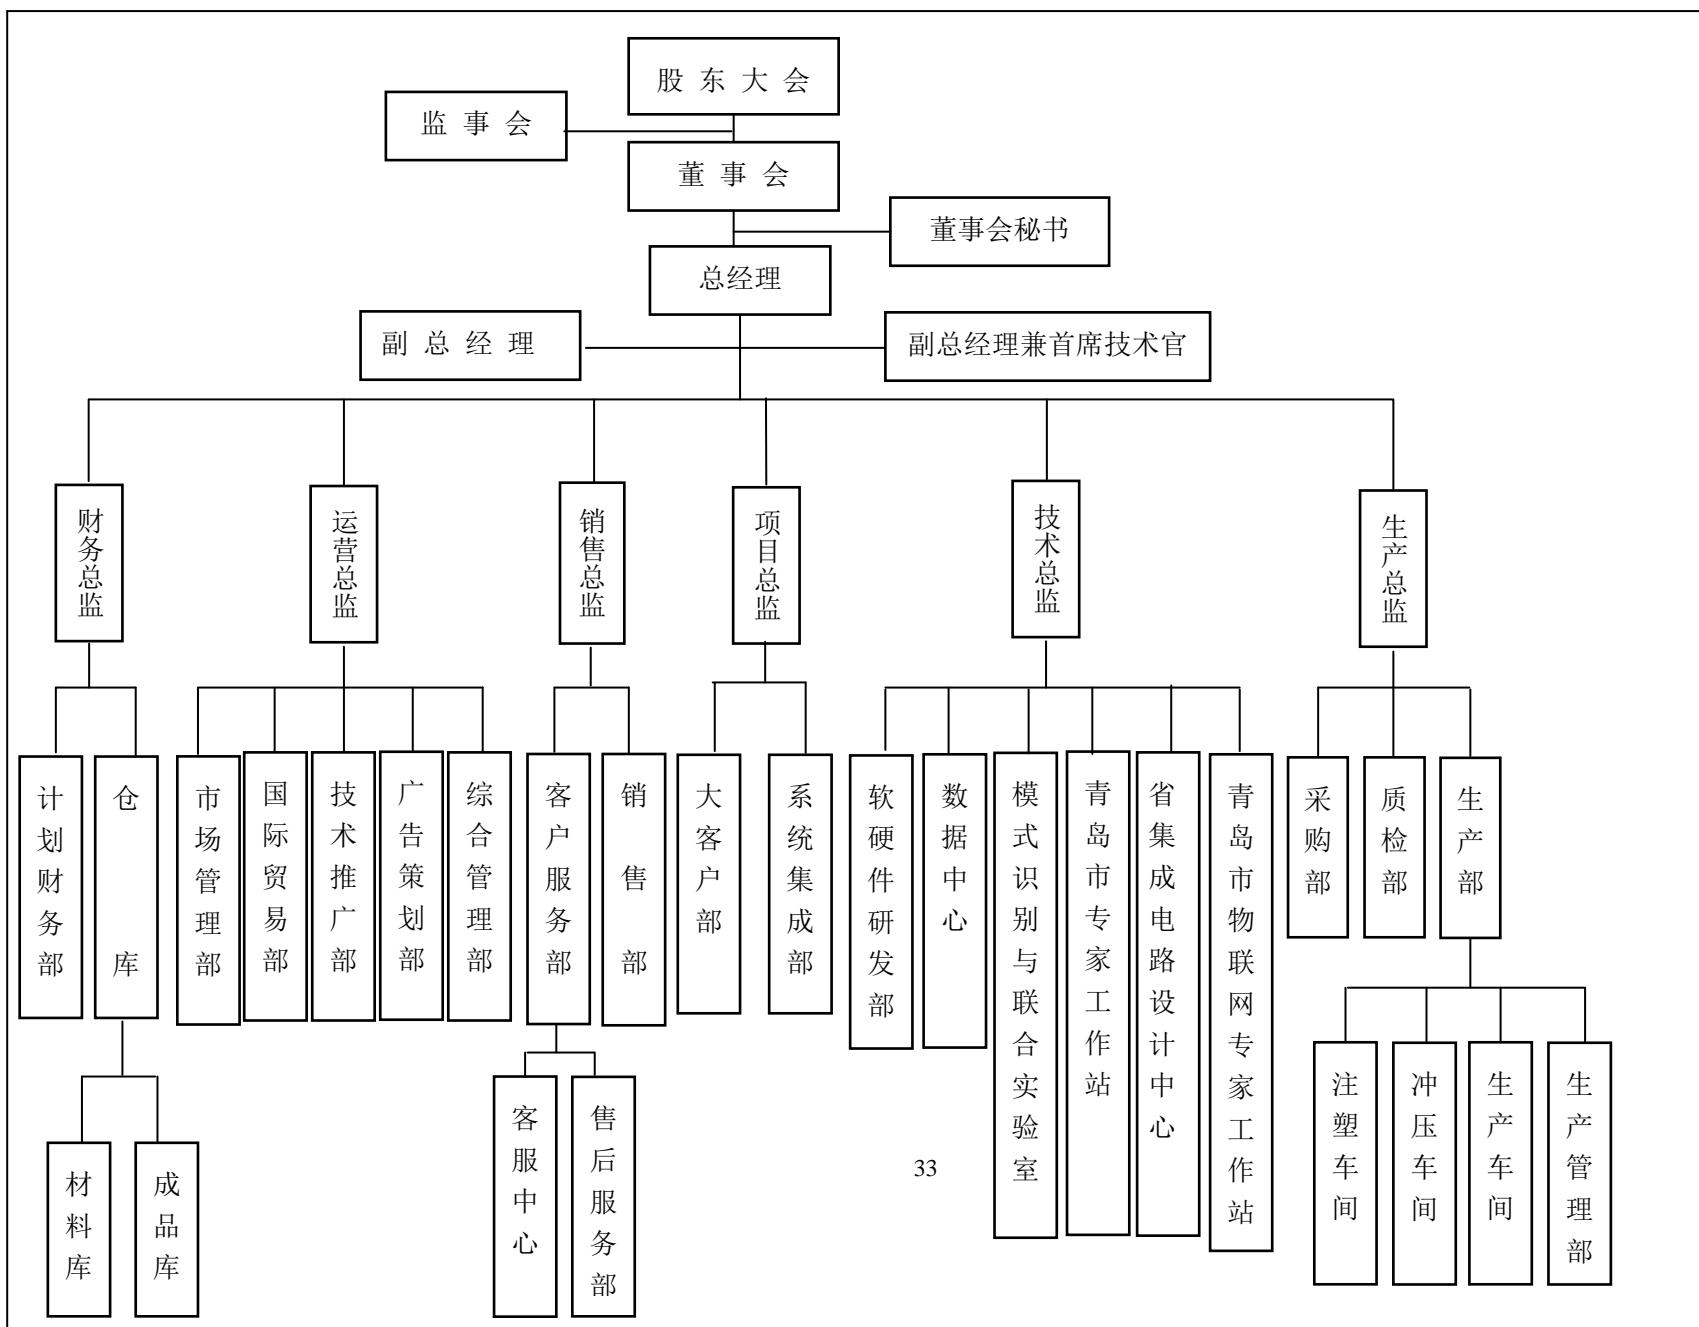 股 东 大 会
监 事 会
董 事 会
董事会秘书
总经理
副 总 经 理
副总经理兼首席技术官
财务总监
运营总监
销售总监
项目总监
技术总监
生产总监
计划财务部
仓库
市场管理部
国际贸易部
技术推广部
广告策划部
综合管理部
客户服务部
销售部
大客户部
系统集成部
软硬件研发部
数据中心
模式识别与联合实验室
青岛市专家工作站
省集成电路设计中心
青岛市物联网专家工作站
采购部
质检部
生产部
材料库
成品库
客服中心
售后服务部
注塑车间
冲压车间
生产车间
生产管理部
33